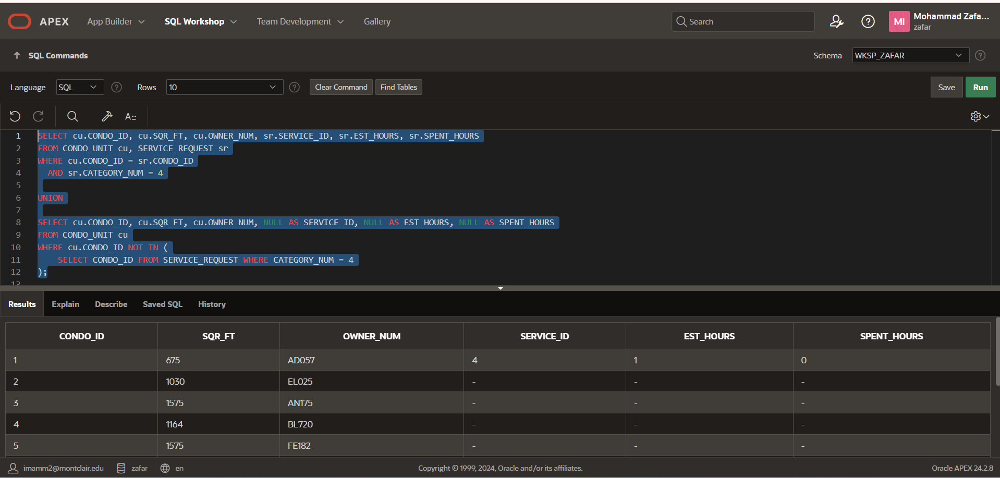 APEX App Builder SQL Workshop Team Development Gallery Search MI Mohammad Zafa...
zafar
SQL Commands Schema WKSP_ZAFAR
Language SQL Rows 10 Clear Command Find Tables Save Run
1 SELECT cu.CONDO_ID, cu.SQR_FT, cu.OWNER_NUM, sr.SERVICE_ID, sr.EST_HOURS, sr.SPENT_HOURS
2 FROM CONDO_UNIT cu, SERVICE_REQUEST sr
3 WHERE cu.CONDO_ID = sr.CONDO_ID
4 AND sr.CATEGORY_NUM = 4
5
6 UNION
7
8 SELECT cu.CONDO_ID, cu.SQR_FT, cu.OWNER_NUM, NULL AS SERVICE_ID, NULL AS EST_HOURS, NULL AS SPENT_HOURS
9 FROM CONDO_UNIT cu
10 WHERE cu.CONDO_ID NOT IN (
11 SELECT CONDO_ID FROM SERVICE_REQUEST WHERE CATEGORY_NUM = 4
12 );
13
Results Explain Describe Saved SQL History
CONDO_ID SQR_FT OWNER_NUM SERVICE_ID EST_HOURS SPENT_HOURS
1 675 AD057 4 1 0
2 1030 EL025 - - -
3 1575 AN175 - - -
4 1164 BL720 - - -
5 1575 FE182 - - -
imamm2@montclair.edu zafar en Copyright © 1999, 2024, Oracle and/or its affiliates. Oracle APEX 24.2.8